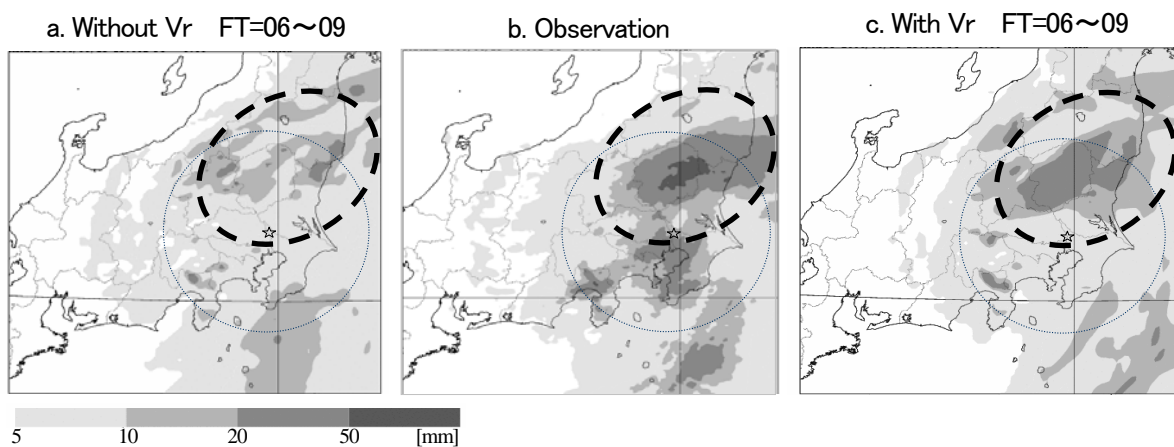 a. Without Vr FT=06～09
b. Observation
c. With Vr FT=06～09
5 10 20 50 [mm]